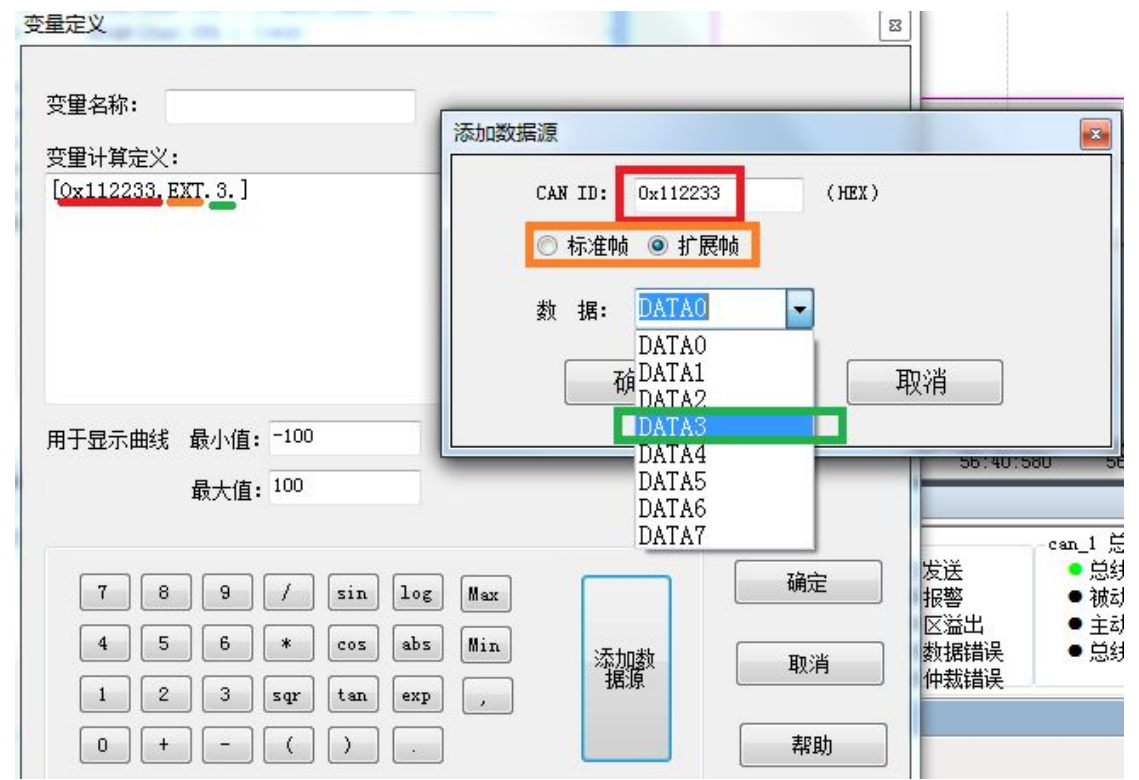 变量定义
变量名称：
变量计算定义：
[0x112233.EXT.3.]
添加数据源
CAN ID: 0x112233 (HEX)
标准帧 扩展帧
数 据： DATA0
DATA0
DATA1
DATA2
DATA3
DATA4
DATA5
DATA6
DATA7
取消
用于显示曲线 最小值： -100
最大值： 100
56:40:580
7 8 9 / sin log Max
4 5 6 * cos abs Min
1 2 3 sqr tan exp ,
0 + - ( ) .
添加数据源
确定
取消
帮助
can_1
发送
报警
区溢出
数据错误
仲裁错误